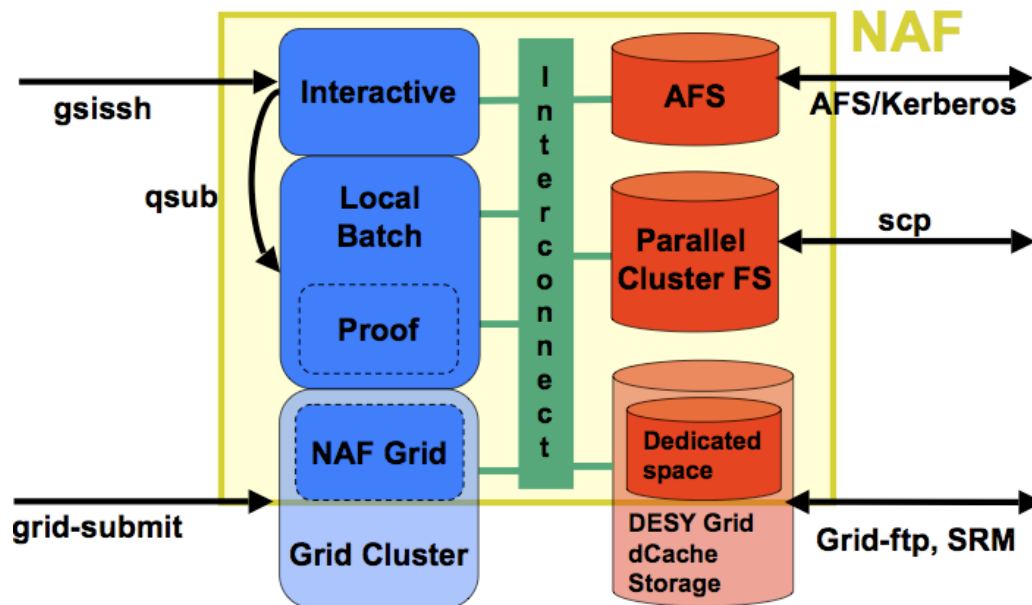 NAF
gsissh
Interactive
qsub
Local
Batch
Proof
NAF Grid
grid-submit
Grid Cluster
Interconnect
AFS
AFS/Kerberos
Parallel
Cluster FS
scp
Dedicated
space
DESY Grid
dCache
Storage
Grid-ftp, SRM